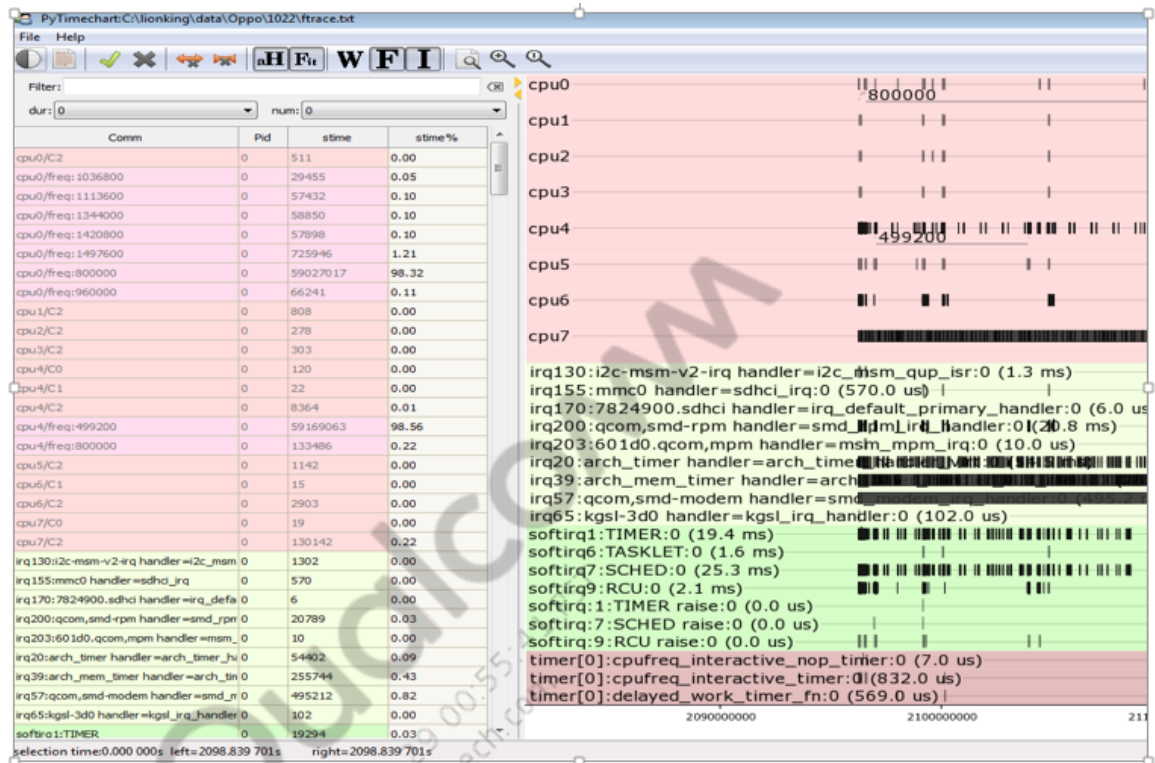 PyTimechart:C:\lionking\data\Oppo\1022\ftrace.txt
File Help
aH Fit W F I
Filter:
dur: 0 num: 0
Comm Pid stime stime%
cpu0/C2 0 511 0.00
cpu0/freq:1036800 0 29455 0.05
cpu0/freq:1113600 0 57432 0.10
cpu0/freq:1344000 0 58850 0.10
cpu0/freq:1420800 0 57898 0.10
cpu0/freq:1497600 0 725946 1.21
cpu0/freq:800000 0 59027017 98.32
cpu0/freq:960000 0 66241 0.11
cpu1/C2 0 808 0.00
cpu2/C2 0 278 0.00
cpu3/C2 0 303 0.00
cpu4/C0 0 120 0.00
cpu4/C1 0 22 0.00
cpu4/C2 0 8364 0.01
cpu4/freq:499200 0 59169063 98.56
cpu4/freq:800000 0 133486 0.22
cpu5/C2 0 1142 0.00
cpu6/C1 0 15 0.00
cpu6/C2 0 2903 0.00
cpu7/C0 0 19 0.00
cpu7/C2 0 130142 0.22
irq130:i2c-msm-v2-irq handler=i2c_msm 0 1302 0.00
irq155:mmc0 handler=sdhci_irq 0 570 0.00
irq170:7824900.sdhci handler=irq_defa 0 6 0.00
irq200:qcom,smd-rpm handler=smd_rpm 0 20789 0.03
irq203:601d0.qcom,mpm handler=msm_ 0 10 0.00
irq20:arch_timer handler=arch_timer_ha 0 54402 0.09
irq39:arch_mem_timer handler=arch_tin 0 255744 0.43
irq57:qcom,smd-modem handler=smd_m 0 495212 0.82
irq65:kgsl-3d0 handler=kgsl_irq_handler 0 102 0.00
softirq1:TIMER 0 19294 0.03
selection time:0.000 000s left=2098.839 701s right=2098.839 701s
cpu0
800000
cpu1
cpu2
cpu3
cpu4
499200
cpu5
cpu6
cpu7
irq130:i2c-msm-v2-irq handler=i2c_msm_qup_isr:0 (1.3 ms)
irq155:mmc0 handler=sdhci_irq:0 (570.0 us)
irq170:7824900.sdhci handler=irq_default_primary_handler:0 (6.0 us
irq200:qcom,smd-rpm handler=smd_rpm_irq_handler:0 (20.8 ms)
irq203:601d0.qcom,mpm handler=msm_mpm_irq:0 (10.0 us)
irq20:arch_timer handler=arch_timer
irq39:arch_mem_timer handler=arch
irq57:qcom,smd-modem handler=smd_modem_irq_handler:0 (495.2
irq65:kgsl-3d0 handler=kgsl_irq_handler:0 (102.0 us)
softirq1:TIMER:0 (19.4 ms)
softirq6:TASKLET:0 (1.6 ms)
softirq7:SCHED:0 (25.3 ms)
softirq9:RCU:0 (2.1 ms)
softirq:1:TIMER raise:0 (0.0 us)
softirq:7:SCHED raise:0 (0.0 us)
softirq:9:RCU raise:0 (0.0 us)
timer[0]:cpufreq_interactive_nop_timer:0 (7.0 us)
timer[0]:cpufreq_interactive_timer:0 (832.0 us)
timer[0]:delayed_work_timer_fn:0 (569.0 us)
2090000000 2100000000 211
Qualcomm